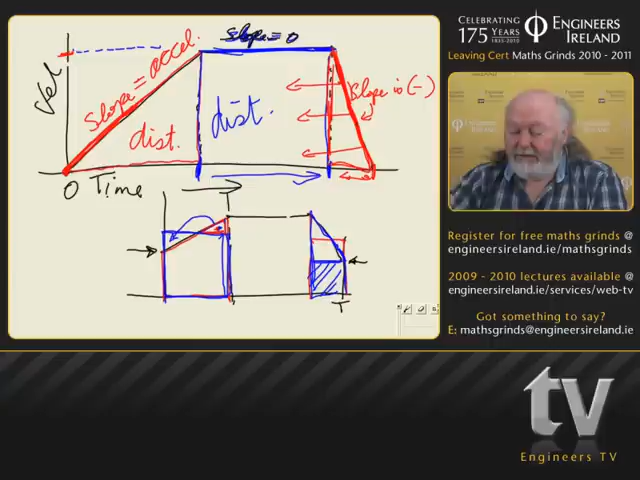 slope = 0
Vel
slope = accel.
slope is (-)
dist.
dist.
0 Time
T
T
CELEBRATING
175 YEARS
1835-2010
ENGINEERS
IRELAND
Leaving Cert Maths Grinds 2010 - 2011
Register for free maths grinds @
engineersireland.ie/mathsgrinds
2009 - 2010 lectures available @
engineersireland.ie/services/web-tv
Got something to say?
E: mathsgrinds@engineersireland.ie
tv
Engineers TV